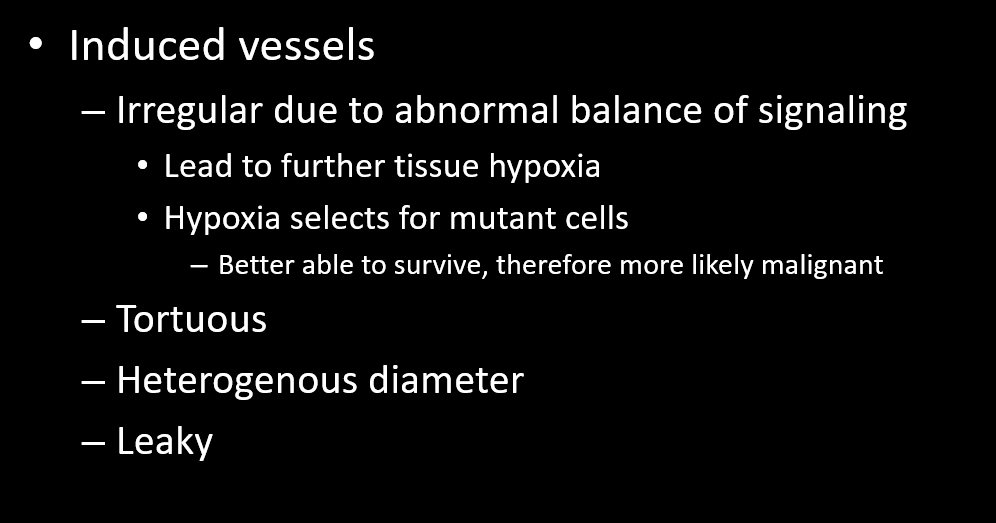 • Induced vessels
– Irregular due to abnormal balance of signaling
• Lead to further tissue hypoxia
• Hypoxia selects for mutant cells
– Better able to survive, therefore more likely malignant
– Tortuous
– Heterogenous diameter
– Leaky